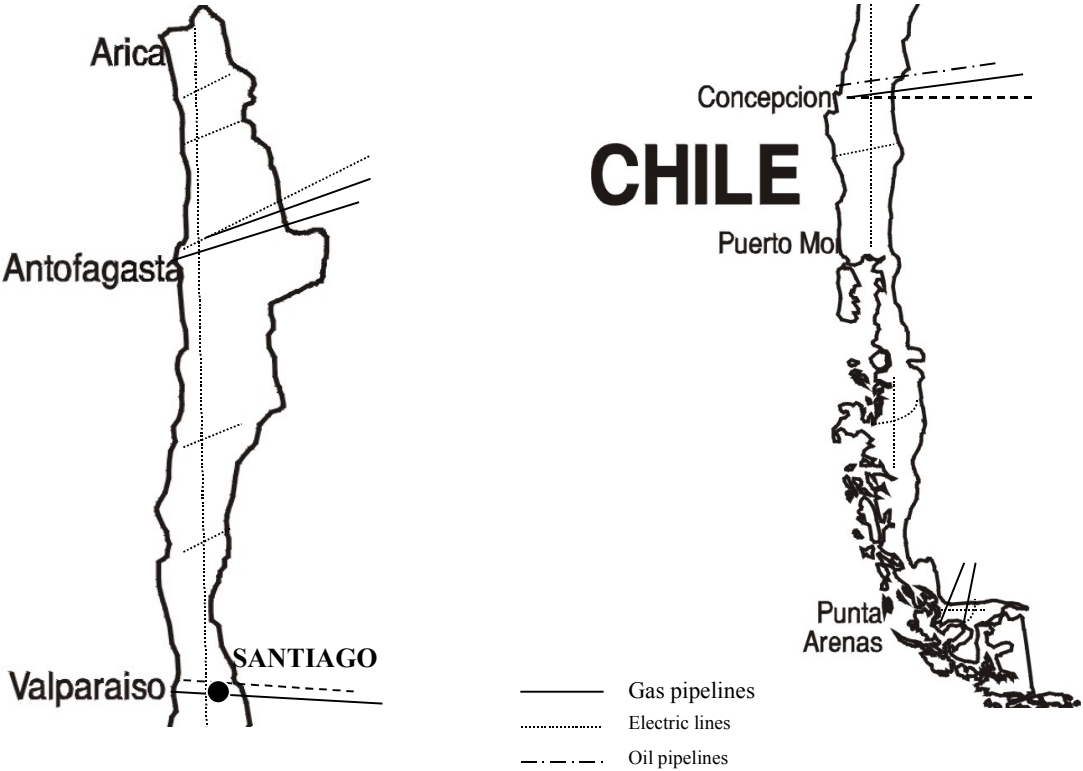 Arica
Antofagasta
SANTIAGO
Valparaiso
Concepcion
CHILE
Puerto Mo
Punta
Arenas
Gas pipelines
Electric lines
Oil pipelines